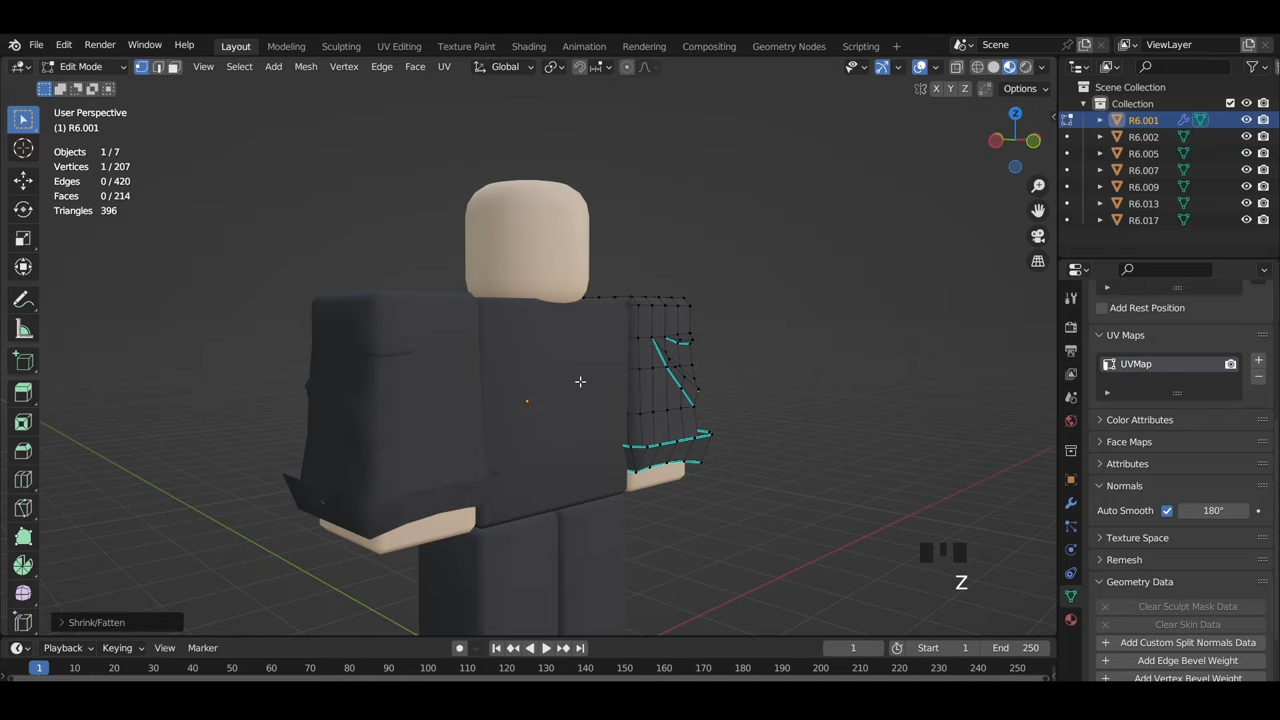 File Edit Render Window Help Layout Modeling Sculpting UV Editing Texture Paint Shading Animation Rendering Compositing Geometry Nodes Scripting + Scene ViewLayer
Edit Mode View Select Add Mesh Vertex Edge Face UV Global
X Y Z Options
User Perspective
(1) R6.001
Objects 1/7
Vertices 1/207
Edges 0/420
Faces 0/214
Triangles 396
Z
Z
Shrink/Fatten
Scene Collection
Collection
R6.001
R6.002
R6.005
R6.007
R6.009
R6.013
R6.017
Add Rest Position
UV Maps
UVMap
Color Attributes
Face Maps
Attributes
Normals
Auto Smooth 180°
Texture Space
Remesh
Geometry Data
Clear Sculpt Mask Data
Clear Skin Data
Add Custom Split Normals Data
Add Edge Bevel Weight
Add Vertex Bevel Weight
Playback Keying View Marker 1 Start 1 End 250
1 10 20 30 40 50 60 70 80 90 100 110 120 130 140 150 160 170 180 190 200 210 220 230 240 250